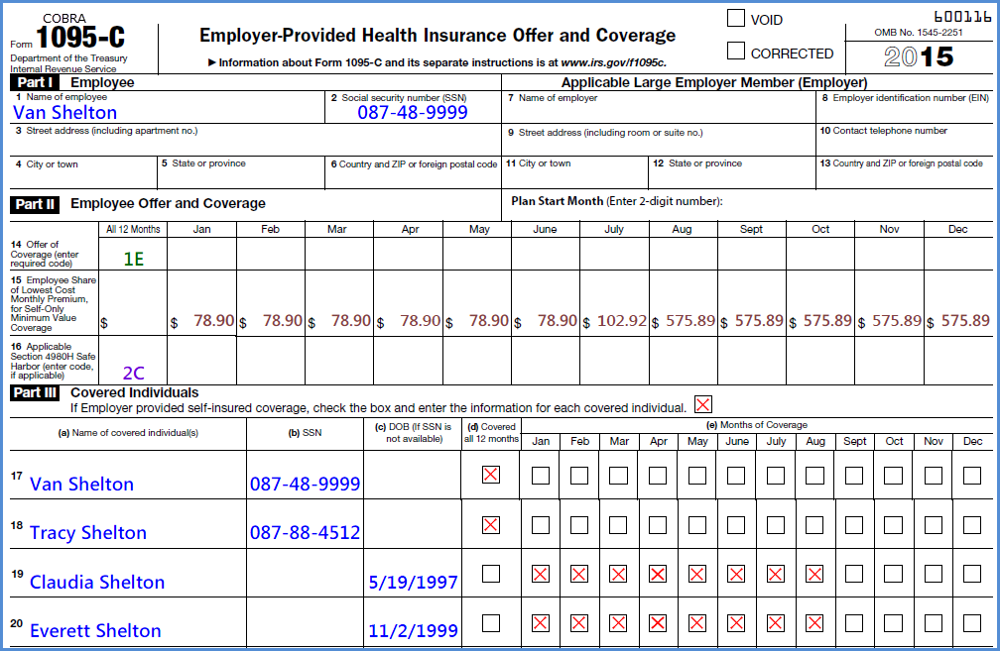 COBRA
Form 1095-C
Department of the Treasury
Internal Revenue Service
Employer-Provided Health Insurance Offer and Coverage
▶ Information about Form 1095-C and its separate instructions is at www.irs.gov/f1095c.
VOID
CORRECTED
600116
OMB No. 1545-2251
2015
Part I Employee
Applicable Large Employer Member (Employer)
1 Name of employee
Van Shelton
2 Social security number (SSN)
087-48-9999
7 Name of employer
8 Employer identification number (EIN)
3 Street address (including apartment no.)
9 Street address (including room or suite no.)
10 Contact telephone number
4 City or town
5 State or province
6 Country and ZIP or foreign postal code
11 City or town
12 State or province
13 Country and ZIP or foreign postal code
Part II Employee Offer and Coverage
Plan Start Month (Enter 2-digit number):
All 12 Months Jan Feb Mar Apr May June July Aug Sept Oct Nov Dec
14 Offer of
Coverage (enter
required code)
1E
15 Employee Share
of Lowest Cost
Monthly Premium,
for Self-Only
Minimum Value
Coverage
$ $ 78.90 $ 78.90 $ 78.90 $ 78.90 $ 78.90 $ 78.90 $ 102.92 $ 575.89 $ 575.89 $ 575.89 $ 575.89 $ 575.89
16 Applicable
Section 4980H Safe
Harbor (enter code,
if applicable)
2C
Part III Covered Individuals
If Employer provided self-insured coverage, check the box and enter the information for each covered individual.
(a) Name of covered individual(s)
(b) SSN
(c) DOB (If SSN is
not available)
(d) Covered
all 12 months
(e) Months of Coverage
Jan Feb Mar Apr May June July Aug Sept Oct Nov Dec
17 Van Shelton 087-48-9999
18 Tracy Shelton 087-88-4512
19 Claudia Shelton 5/19/1997
20 Everett Shelton 11/2/1999